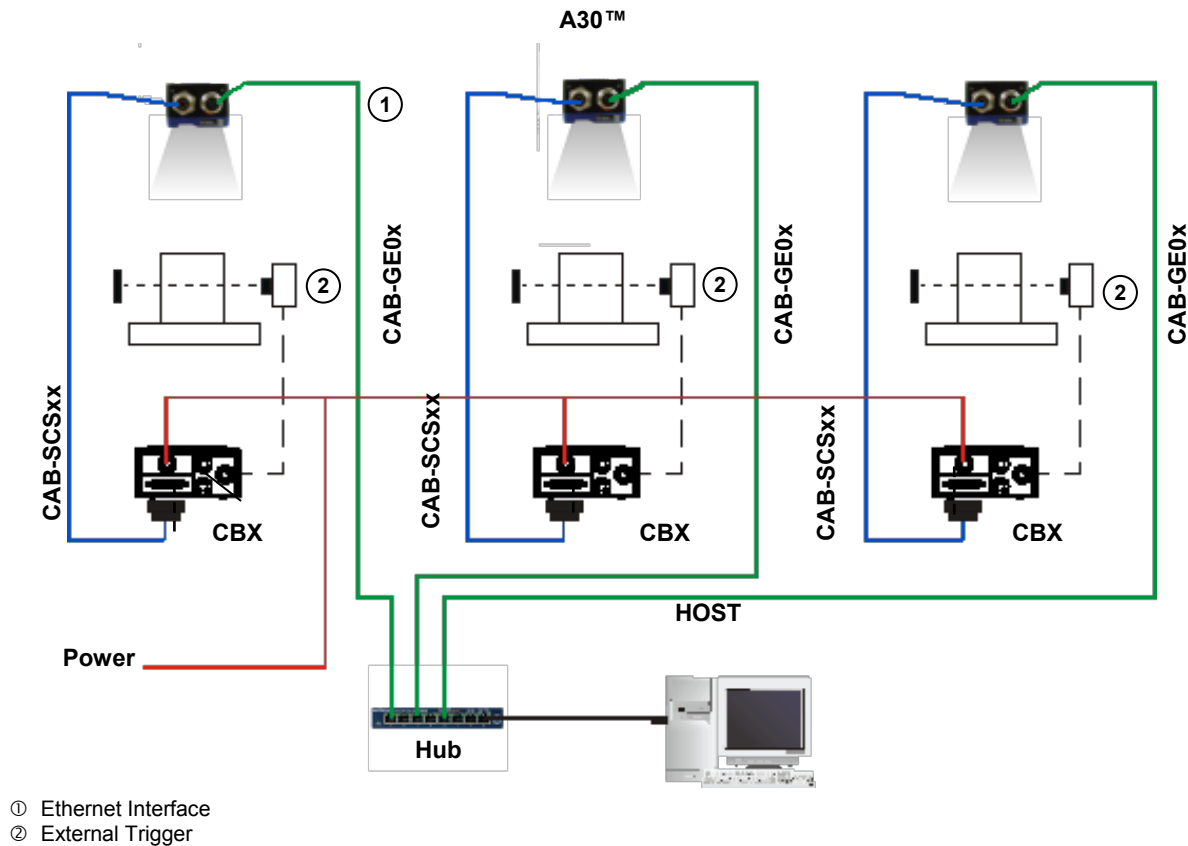 A30™
1
CAB-GE0x
CAB-GE0x
CAB-GE0x
2
2
2
CAB-SCSxx
CAB-SCSxx
CAB-SCSxx
CBX
CBX
CBX
HOST
Power
Hub
① Ethernet Interface
② External Trigger